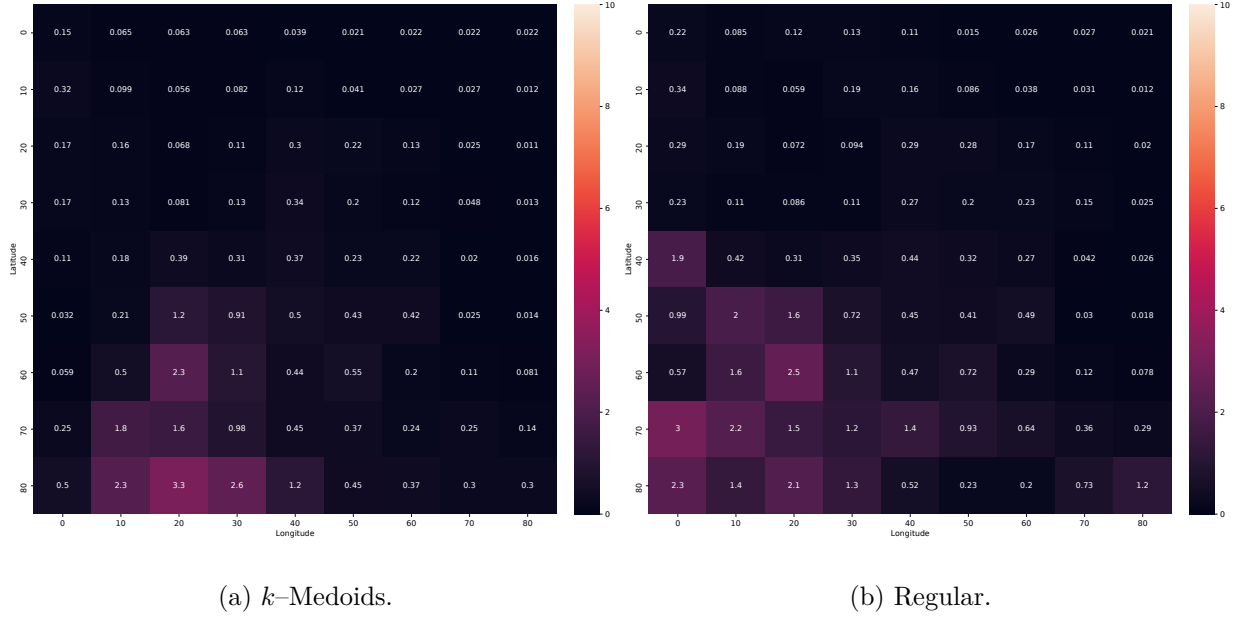 0 0.15 0.065 0.063 0.063 0.039 0.021 0.022 0.022 0.022
10 0.32 0.099 0.056 0.082 0.12 0.041 0.027 0.027 0.012
20 0.17 0.16 0.068 0.11 0.3 0.22 0.13 0.025 0.011
30 0.17 0.13 0.081 0.13 0.34 0.2 0.12 0.048 0.013
Latitude
40 0.11 0.18 0.39 0.31 0.37 0.23 0.22 0.02 0.016
50 0.032 0.21 1.2 0.91 0.5 0.43 0.42 0.025 0.014
60 0.059 0.5 2.3 1.1 0.44 0.55 0.2 0.11 0.081
70 0.25 1.8 1.6 0.98 0.45 0.37 0.24 0.25 0.14
80 0.5 2.3 3.3 2.6 1.2 0.45 0.37 0.3 0.3
0 10 20 30 40 50 60 70 80
Longitude
10
8
6
4
2
0
(a) k–Medoids.
0 0.22 0.085 0.12 0.13 0.11 0.015 0.026 0.027 0.021
10 0.34 0.088 0.059 0.19 0.16 0.086 0.038 0.031 0.012
20 0.29 0.19 0.072 0.094 0.29 0.28 0.17 0.11 0.02
30 0.23 0.11 0.086 0.11 0.27 0.2 0.23 0.15 0.025
Latitude
40 1.9 0.42 0.31 0.35 0.44 0.32 0.27 0.042 0.026
50 0.99 2 1.6 0.72 0.45 0.41 0.49 0.03 0.018
60 0.57 1.6 2.5 1.1 0.47 0.72 0.29 0.12 0.078
70 3 2.2 1.5 1.2 1.4 0.93 0.64 0.36 0.29
80 2.3 1.4 2.1 1.3 0.52 0.23 0.2 0.73 1.2
0 10 20 30 40 50 60 70 80
Longitude
10
8
6
4
2
0
(b) Regular.